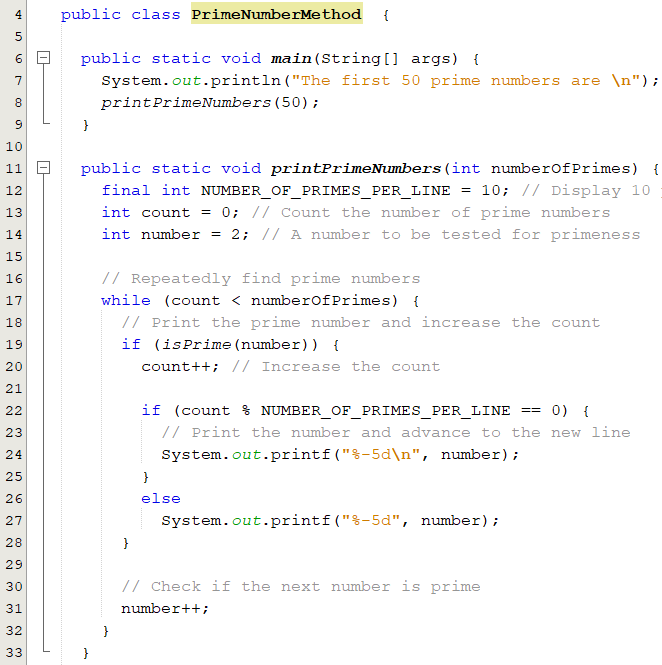 4 public class PrimeNumberMethod {
5
6 public static void main(String[] args) {
7 System.out.println("The first 50 prime numbers are \n");
8 printPrimeNumbers(50);
9 }
10
11 public static void printPrimeNumbers(int numberOfPrimes) {
12 final int NUMBER_OF_PRIMES_PER_LINE = 10; // Display 10
13 int count = 0; // Count the number of prime numbers
14 int number = 2; // A number to be tested for primeness
15
16 // Repeatedly find prime numbers
17 while (count < numberOfPrimes) {
18 // Print the prime number and increase the count
19 if (isPrime(number)) {
20 count++; // Increase the count
21
22 if (count % NUMBER_OF_PRIMES_PER_LINE == 0) {
23 // Print the number and advance to the new line
24 System.out.printf("%-5d\n", number);
25 }
26 else
27 System.out.printf("%-5d", number);
28 }
29
30 // Check if the next number is prime
31 number++;
32 }
33 }